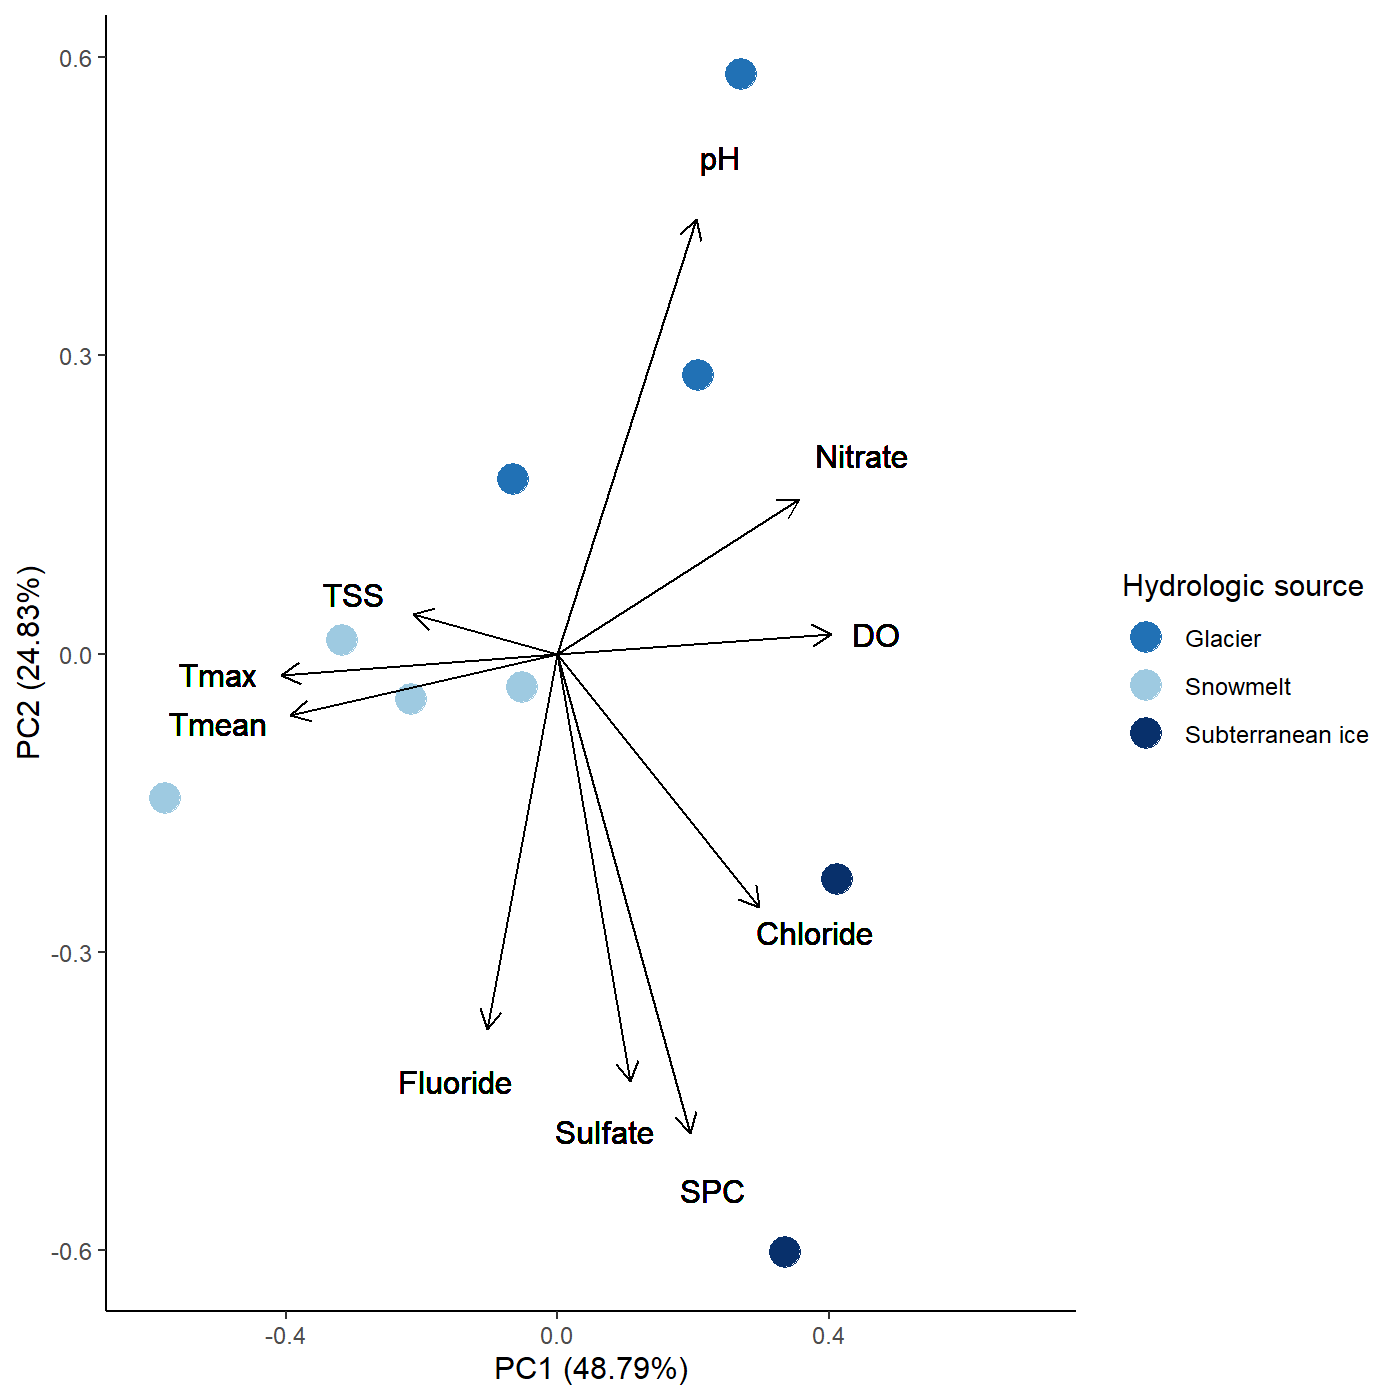 0.6
pH
0.3
Nitrate
TSS
Hydrologic source
DO
Glacier
0.0
Tmax
Snowmelt
Tmean
Subterranean ice
PC2 (24.83%)
Chloride
-0.3
Fluoride
Sulfate
SPC
-0.6
-0.4
0.0
0.4
PC1 (48.79%)